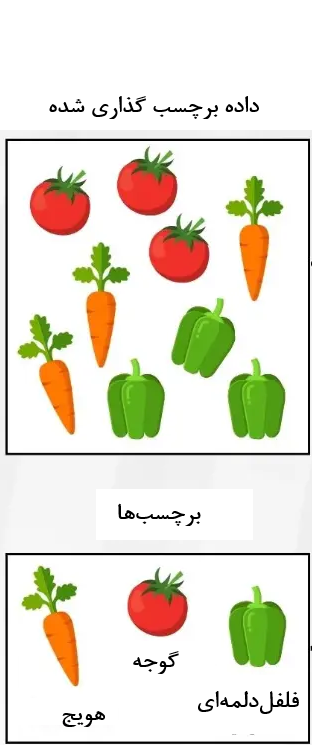 داده برچسب گذاری شده
برچسب‌ها
گوجه
فلفل‌دلمه‌ای
هویج